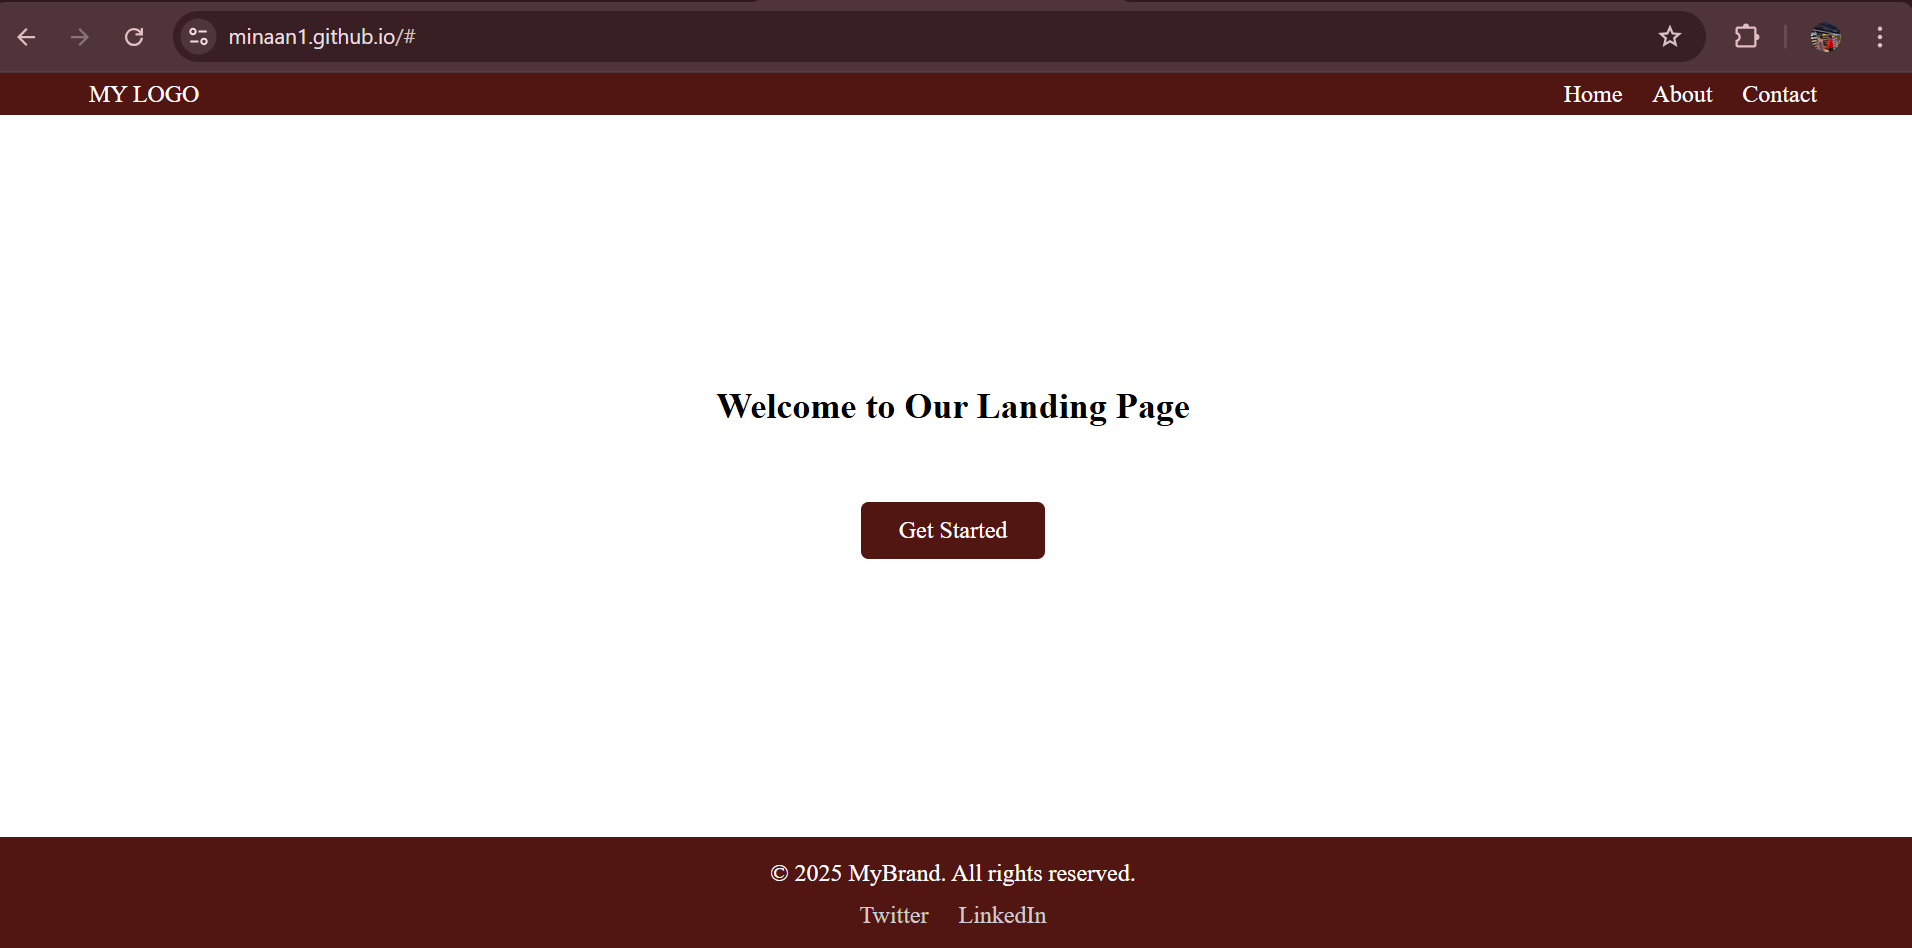 minaan1.github.io/#
MY LOGO Home About Contact
Welcome to Our Landing Page
Get Started
© 2025 MyBrand. All rights reserved.
Twitter LinkedIn